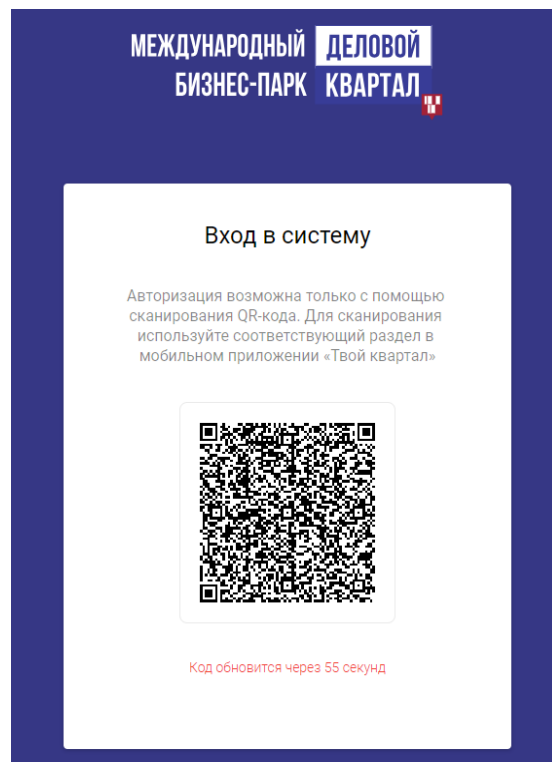 МЕЖДУНАРОДНЫЙ ДЕЛОВОЙ
БИЗНЕС-ПАРК КВАРТАЛ
Вход в систему
Авторизация возможна только с помощью
сканирования QR-кода. Для сканирования
используйте соответствующий раздел в
мобильном приложении «Твой квартал»
Код обновится через 55 секунд